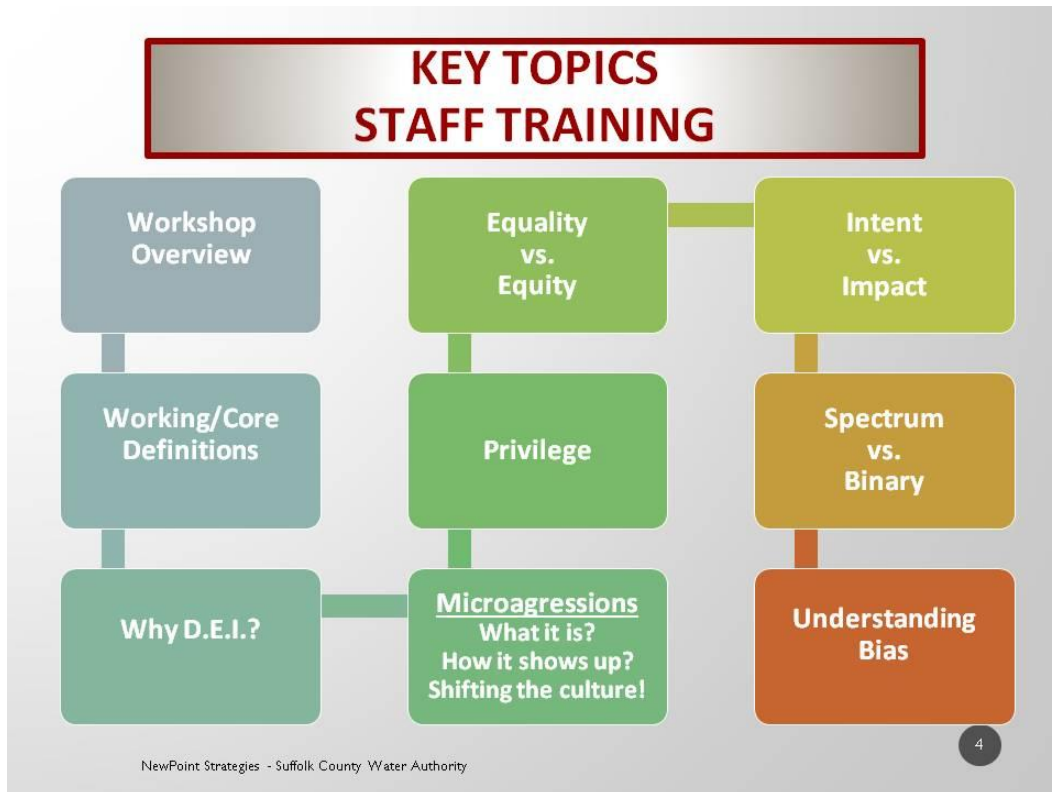 KEY TOPICS
STAFF TRAINING
Workshop
Overview
Working/Core
Definitions
Why D.E.I.?
Microagressions
What it is?
How it shows up?
Shifting the culture!
Privilege
Equality
vs.
Equity
Intent
vs.
Impact
Spectrum
vs.
Binary
Understanding
Bias
NewPoint Strategies - Suffolk County Water Authority
4